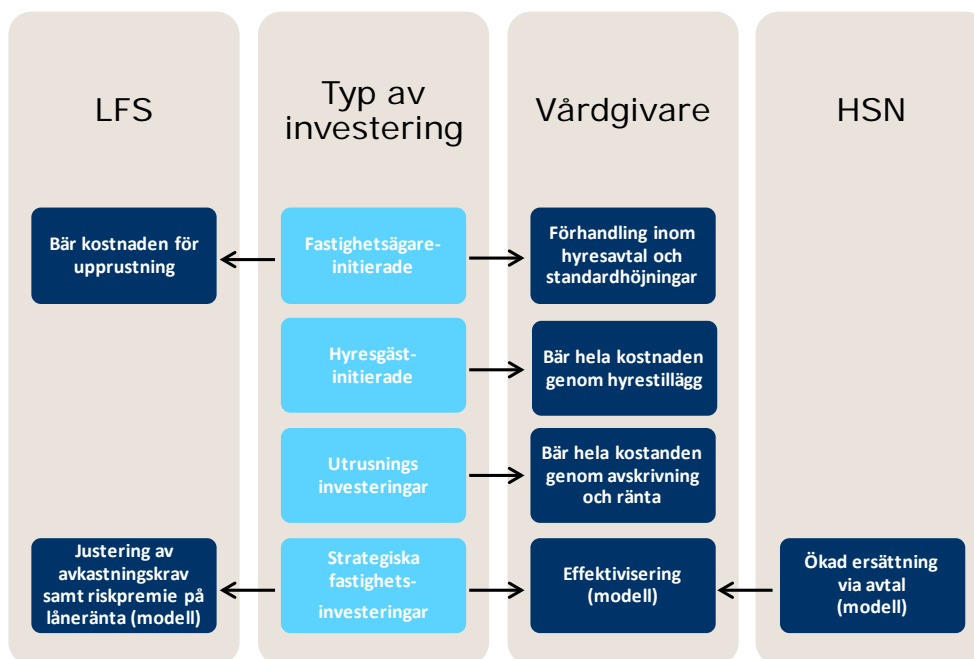 LFS
Typ av
investering
Vårdgivare
HSN
Bär kostnaden för
upprustning
Fastighetsägare-
initierade
Förhandling inom
hyresavtal och
standardhöjningar
Hyresgäst-
initierade
Bär hela kostnaden
genom hyrestillägg
Utrusnings
investeringar
Bär hela kostanden
genom avskrivning
och ränta
Justering av
avkastningskrav
samt riskpremie på
låneränta (modell)
Strategiska
fastighets-
investeringar
Effektivisering
(modell)
Ökad ersättning
via avtal
(modell)